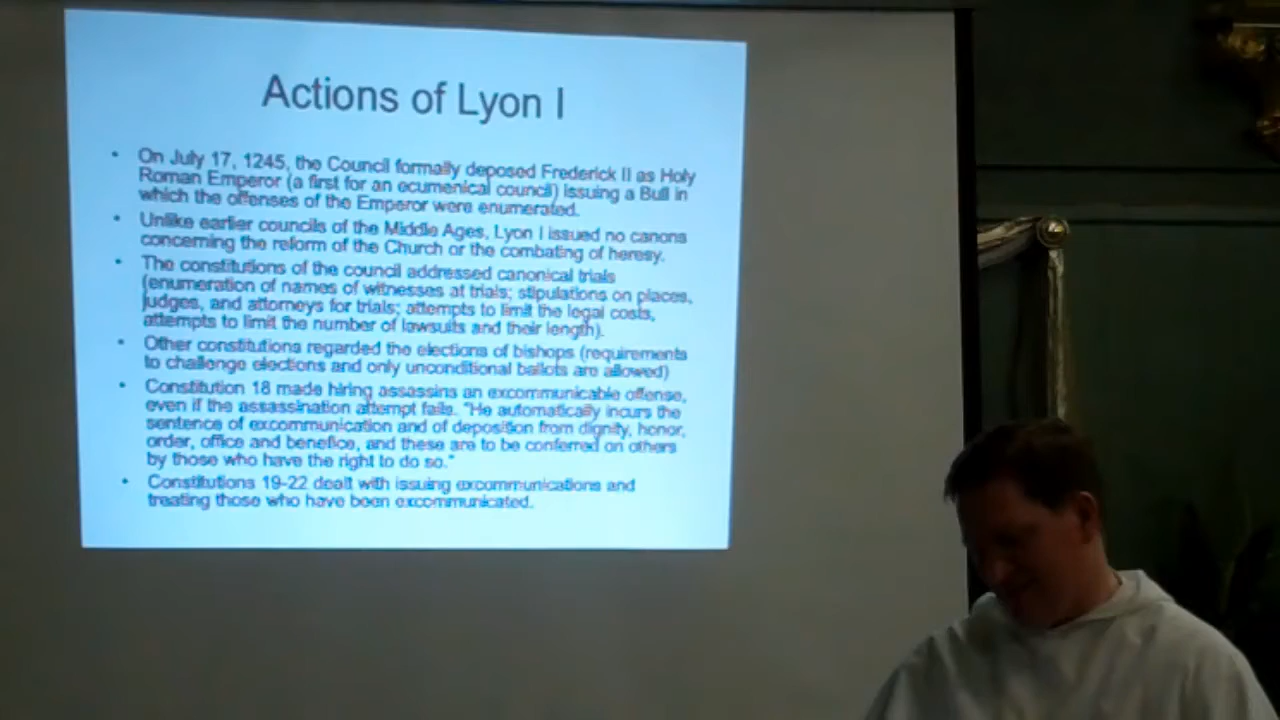 Actions of Lyon I
• On July 17, 1245, the Council formally deposed Frederick II as Holy
Roman Emperor (a first for an ecumenical council) issuing a Bull in
which the offenses of the Emperor were enumerated.
• Unlike earlier councils of the Middle Ages, Lyon I issued no canons
concerning the reform of the Church or the combating of heresy.
• The constitutions of the council addressed canonical trials
(enumeration of names of witnesses at trials; stipulations on places,
judges, and attorneys for trials; attempts to limit the legal costs,
attempts to limit the number of lawsuits and their length).
• Other constitutions regarded the elections of bishops (requirements
to challenge elections and only unconditional ballots are allowed)
• Constitution 18 made hiring assassins an excommunicable offense,
even if the assassination attempt fails. "He automatically incurs the
sentence of excommunication and of deposition from dignity, honor,
order, office and benefice, and these are to be conferred on others
by those who have the right to do so."
• Constitutions 19-22 dealt with issuing excommunications and
treating those who have been excommunicated.